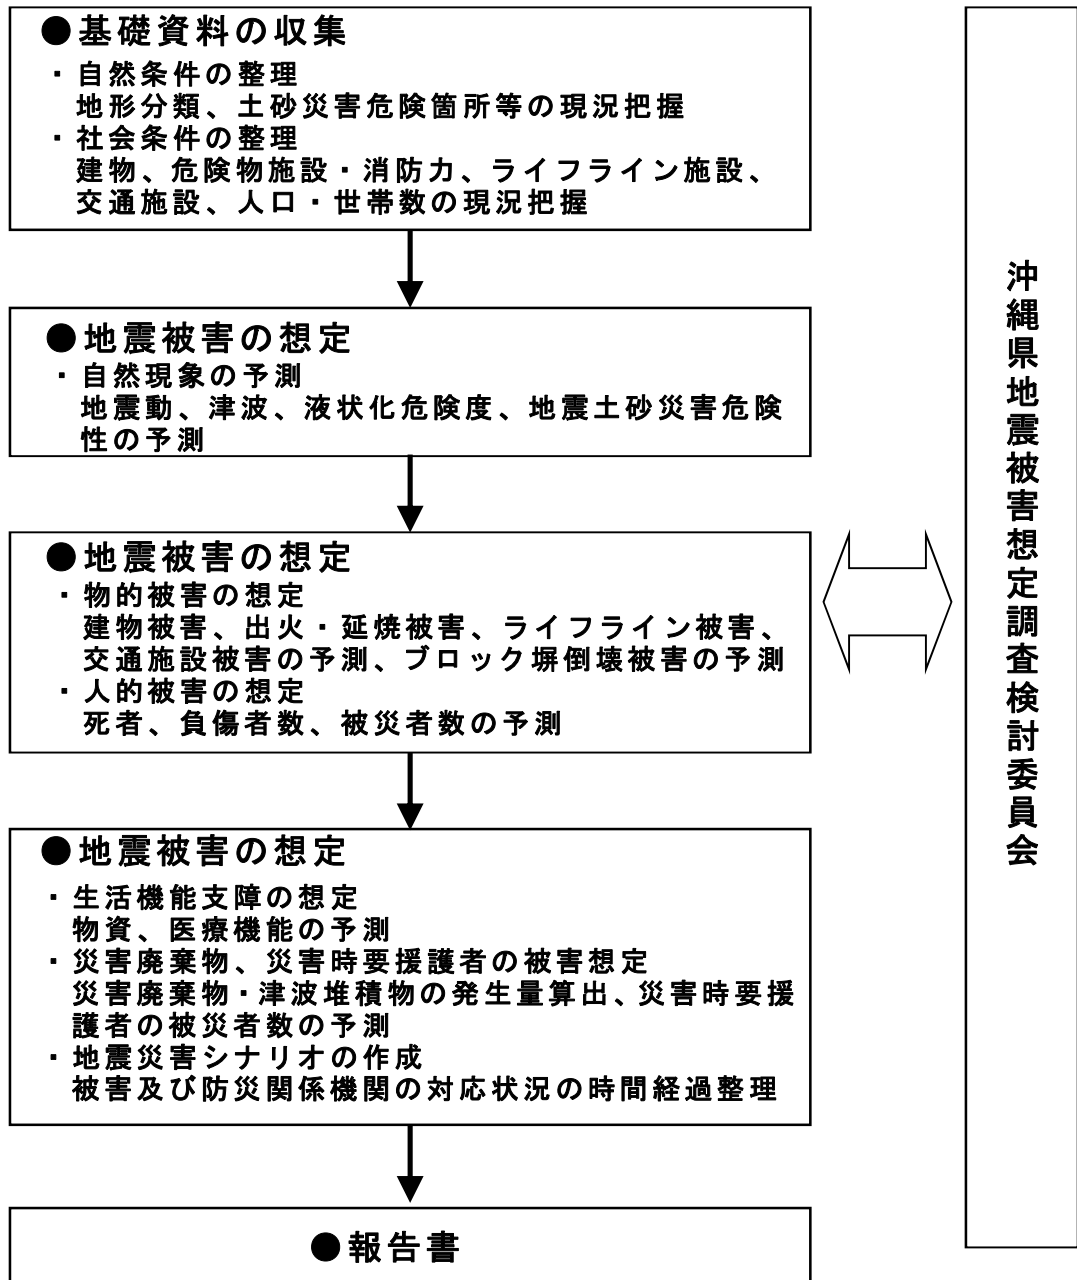 ●基礎資料の収集
・自然条件の整理
地形分類、土砂災害危険箇所等の現況把握
・社会条件の整理
建物、危険物施設・消防力、ライフライン施設、
交通施設、人口・世帯数の現況把握
●地震被害の想定
・自然現象の予測
地震動、津波、液状化危険度、地震土砂災害危険
性の予測
●地震被害の想定
・物的被害の想定
建物被害、出火・延焼被害、ライフライン被害、
交通施設被害の予測、ブロック塀倒壊被害の予測
・人的被害の想定
死者、負傷者数、被災者数の予測
●地震被害の想定
・生活機能支障の想定
物資、医療機能の予測
・災害廃棄物、災害時要援護者の被害想定
災害廃棄物・津波堆積物の発生量算出、災害時要援
護者の被災者数の予測
・地震災害シナリオの作成
被害及び防災関係機関の対応状況の時間経過整理
●報告書
沖縄県地震被害想定調査検討委員会